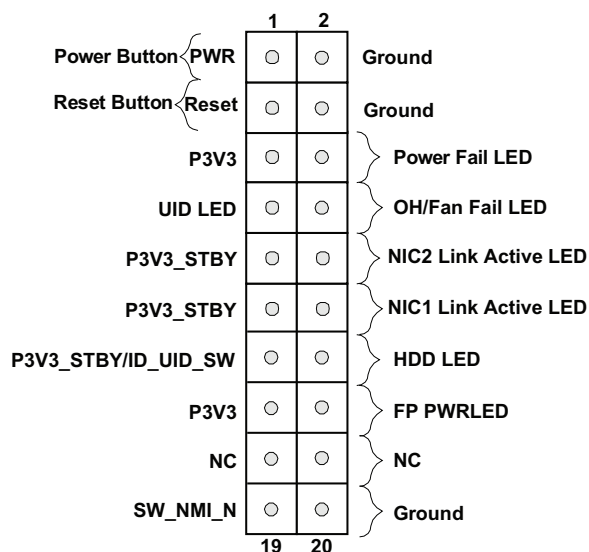 1 2
Power Button PWR Ground
Reset Button Reset Ground
P3V3 Power Fail LED
UID LED OH/Fan Fail LED
P3V3_STBY NIC2 Link Active LED
P3V3_STBY NIC1 Link Active LED
P3V3_STBY/ID_UID_SW HDD LED
P3V3 FP PWRLED
NC NC
SW_NMI_N Ground
19 20